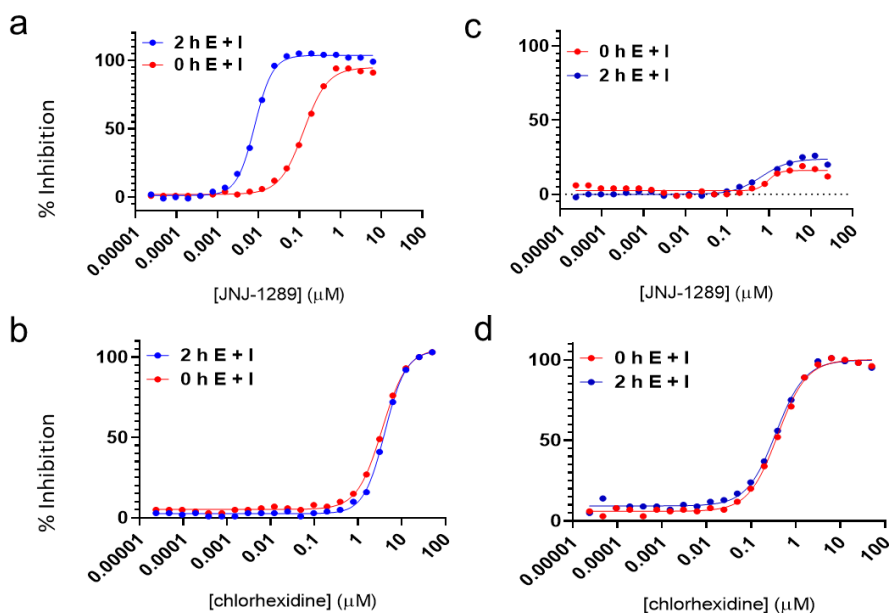 a
2 h E + I
0 h E + I
100
50
0
% Inhibition
0.00001
0.0001
0.001
0.01
0.1
1
10
100
[JNJ-1289] (μM)
c
0 h E + I
2 h E + I
100
50
0
0.00001
0.0001
0.001
0.01
0.1
1
10
100
[JNJ-1289] (μM)
b
2 h E + I
0 h E + I
100
50
0
% Inhibition
0.00001
0.0001
0.001
0.01
0.1
1
10
100
[chlorhexidine] (μM)
d
0 h E + I
2 h E + I
100
50
0
0.00001
0.0001
0.001
0.01
0.1
1
10
100
[chlorhexidine] (μM)